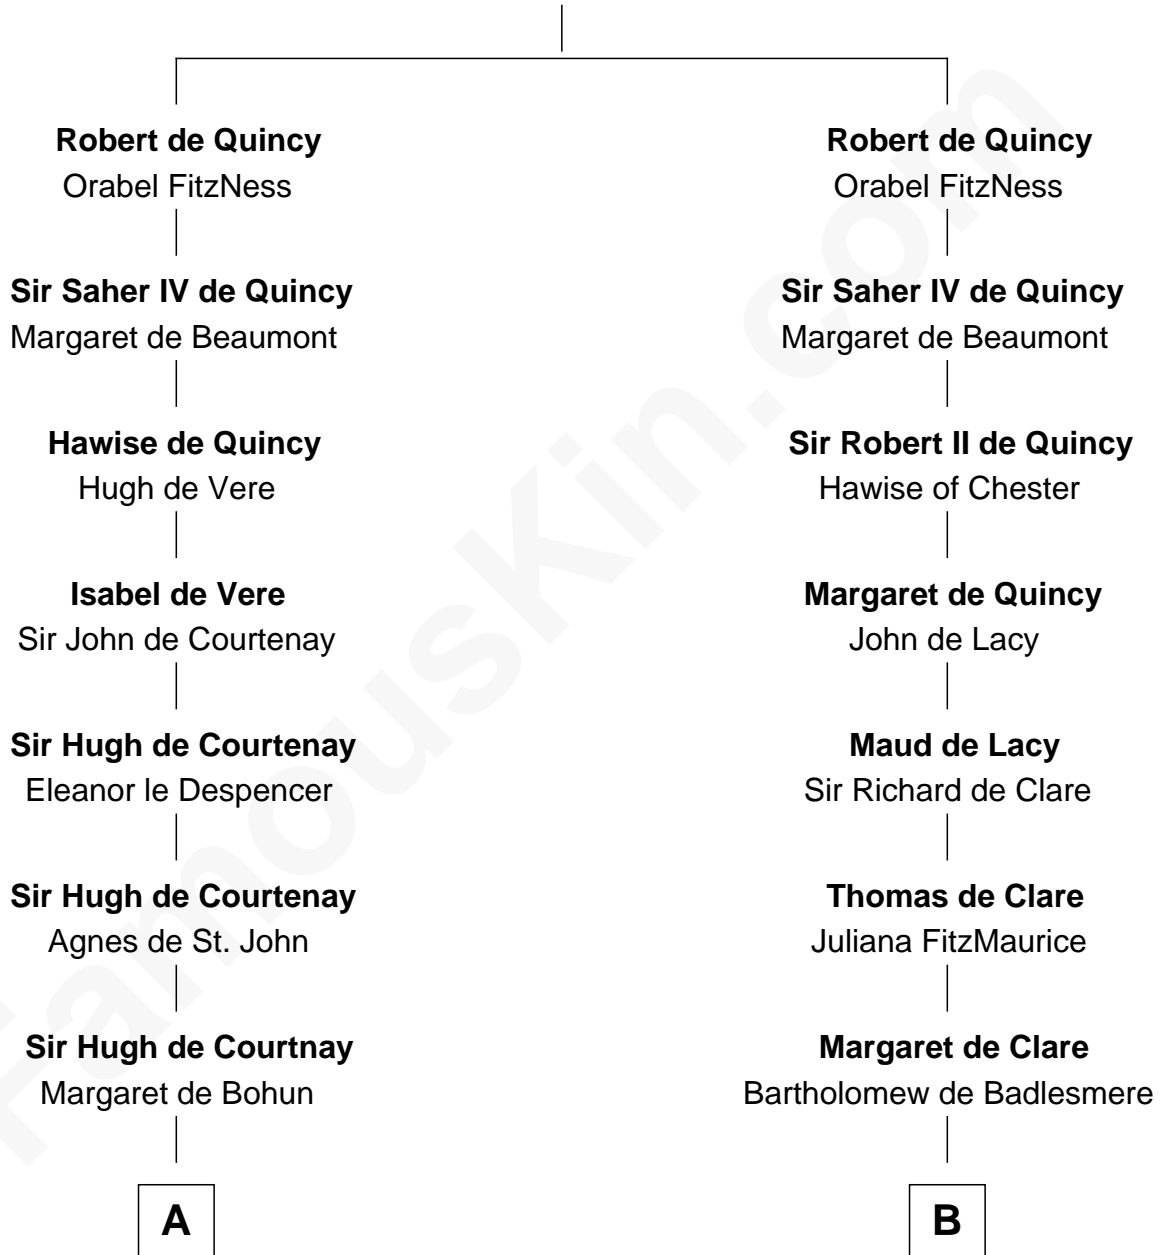 Robert de Quincy
Orabel FitzNess
Sir Saher IV de Quincy
Margaret de Beaumont
Hawise de Quincy
Hugh de Vere
Isabel de Vere
Sir John de Courtenay
Sir Hugh de Courtenay
Eleanor le Despencer
Sir Hugh de Courtenay
Agnes de St. John
Sir Hugh de Courtnay
Margaret de Bohun
A
Robert de Quincy
Orabel FitzNess
Sir Saher IV de Quincy
Margaret de Beaumont
Sir Robert II de Quincy
Hawise of Chester
Margaret de Quincy
John de Lacy
Maud de Lacy
Sir Richard de Clare
Thomas de Clare
Juliana FitzMaurice
Margaret de Clare
Bartholomew de Badlesmere
B
FamousKin.com